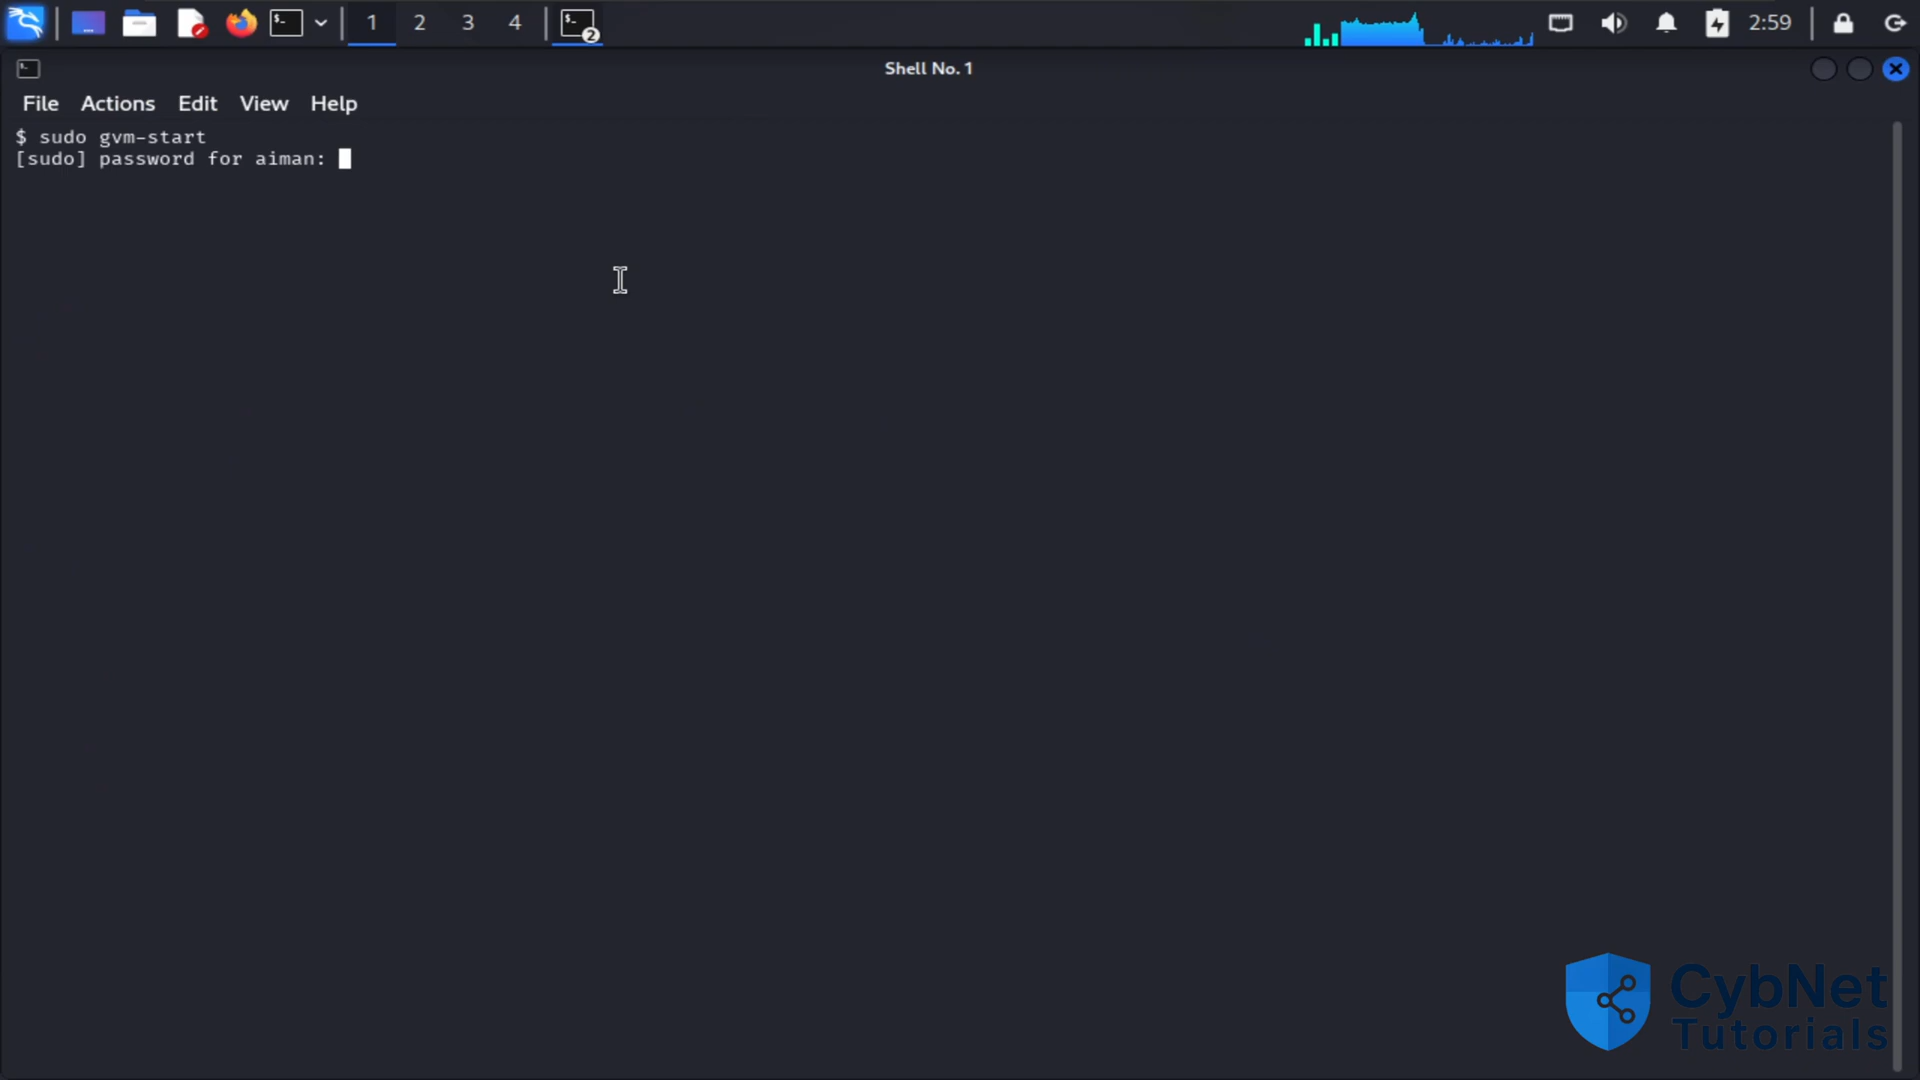 1 2 3 4 2 2:59
Shell No. 1
File Actions Edit View Help
$ sudo gvm-start
[sudo] password for aiman:
CybNet
Tutorials